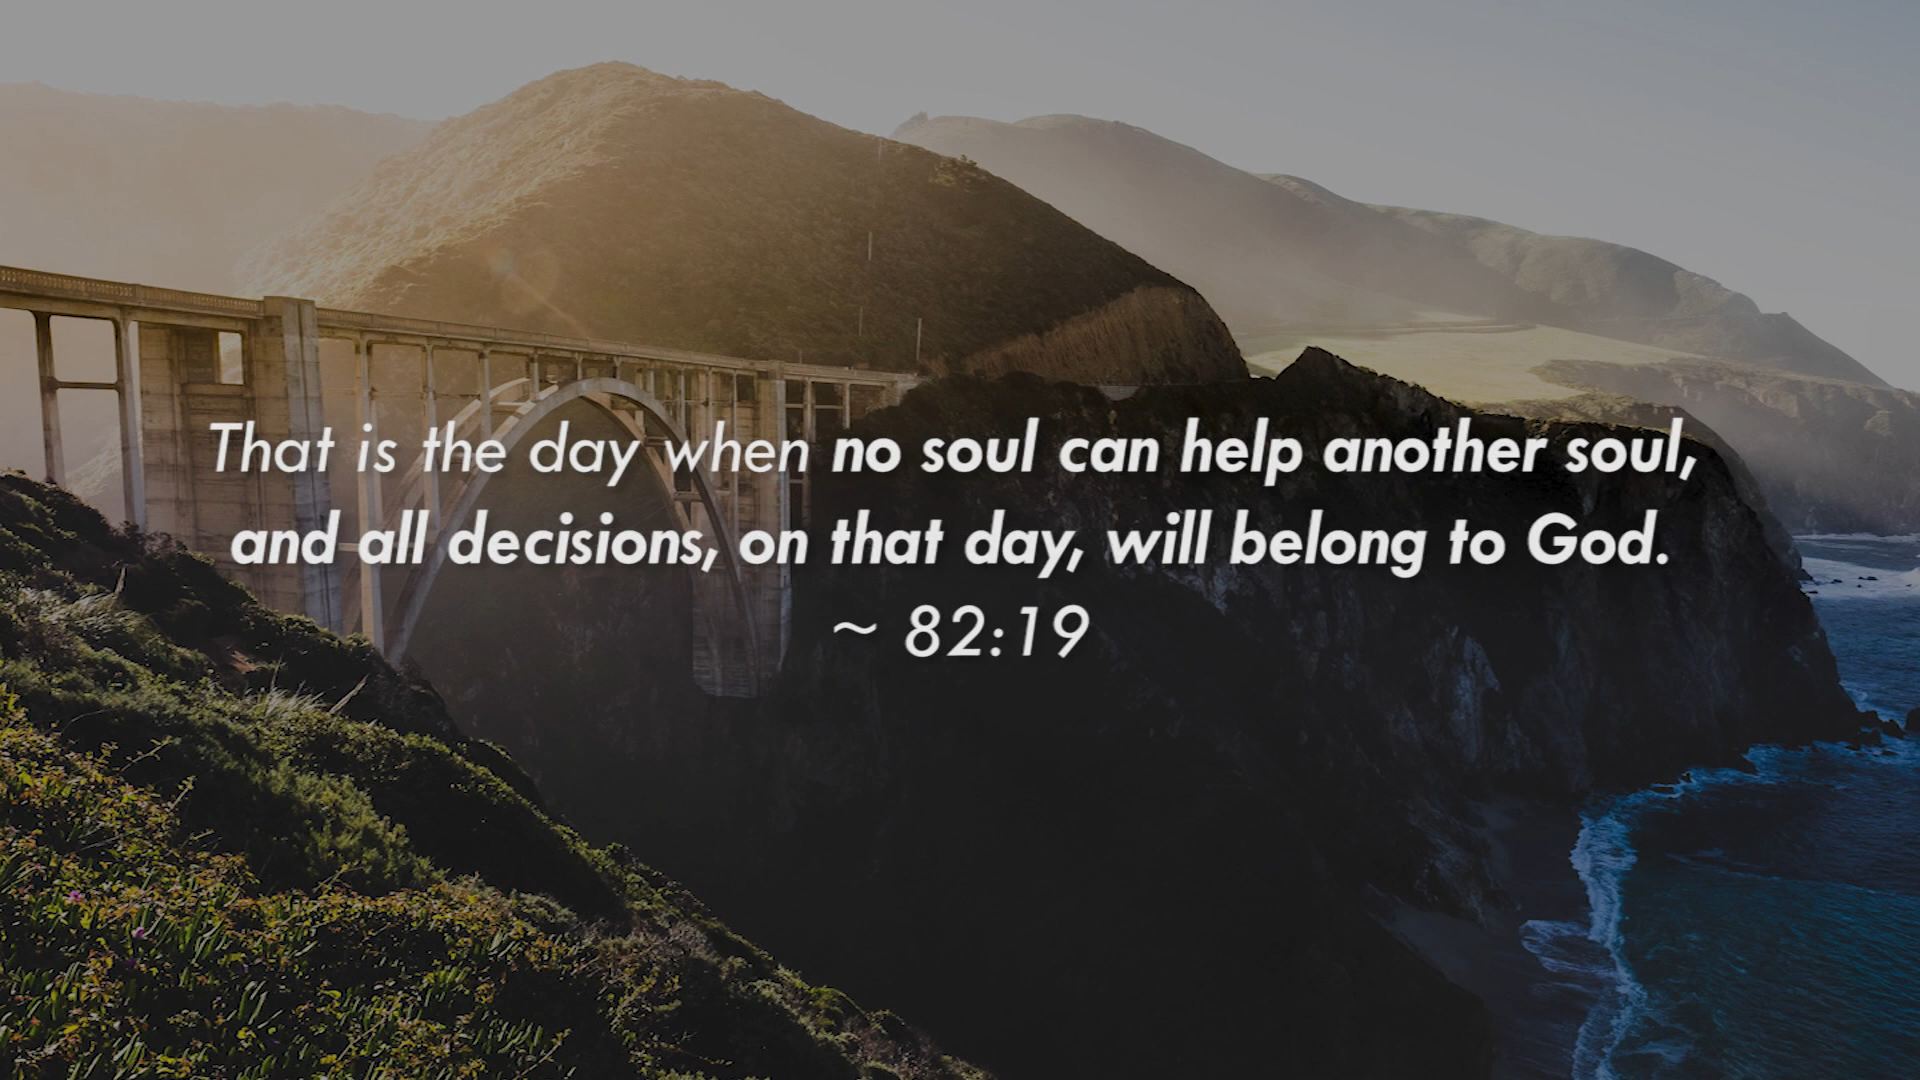 That is the day when no soul can help another soul,
and all decisions, on that day, will belong to God.
~ 82:19